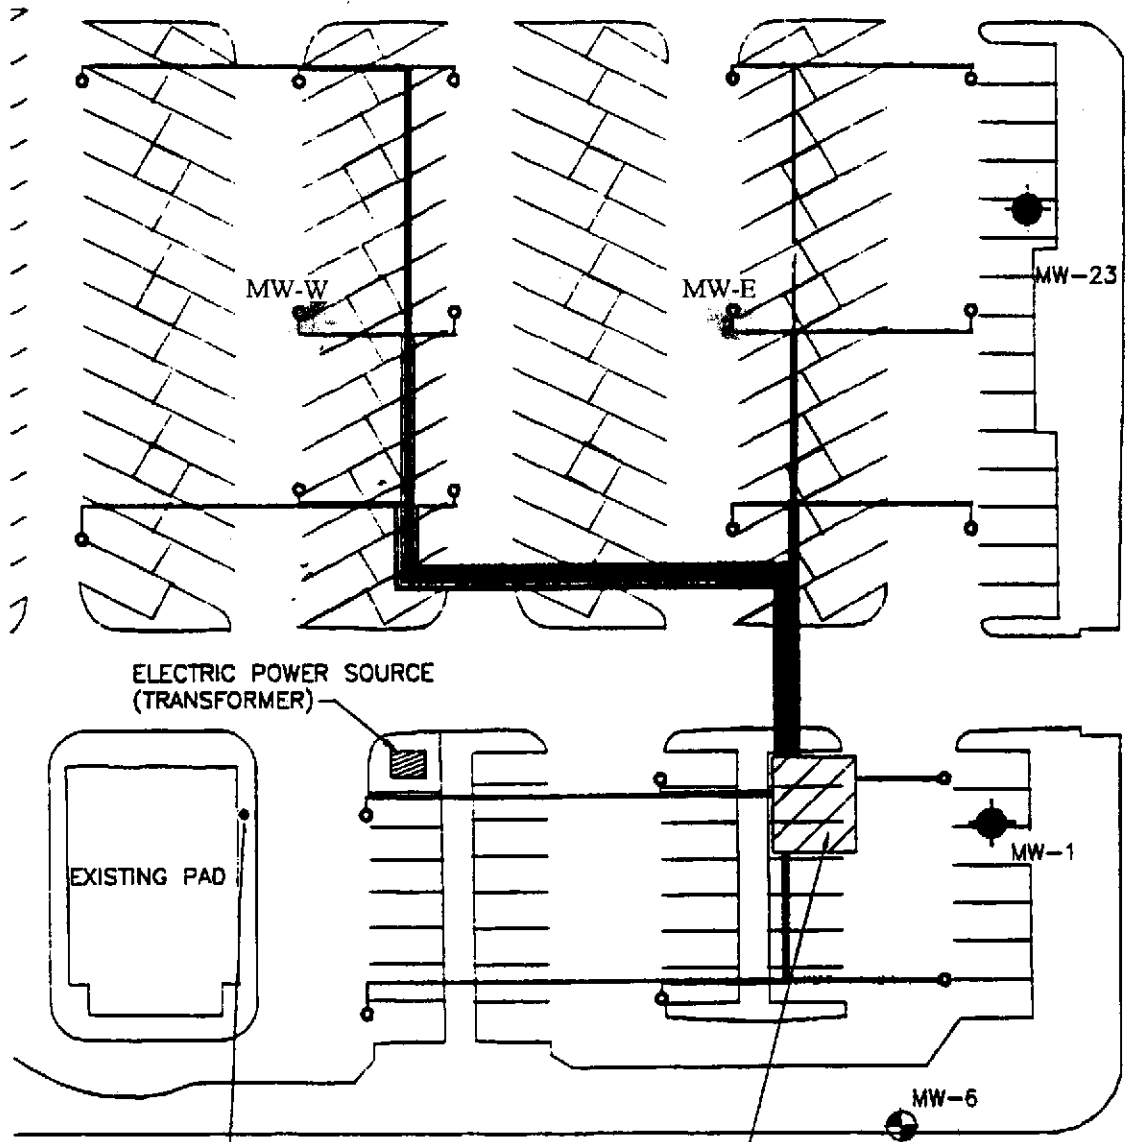 MW-W
MW-E
MW-23
ELECTRIC POWER SOURCE
(TRANSFORMER)
EXISTING PAD
MW-1
MW-6